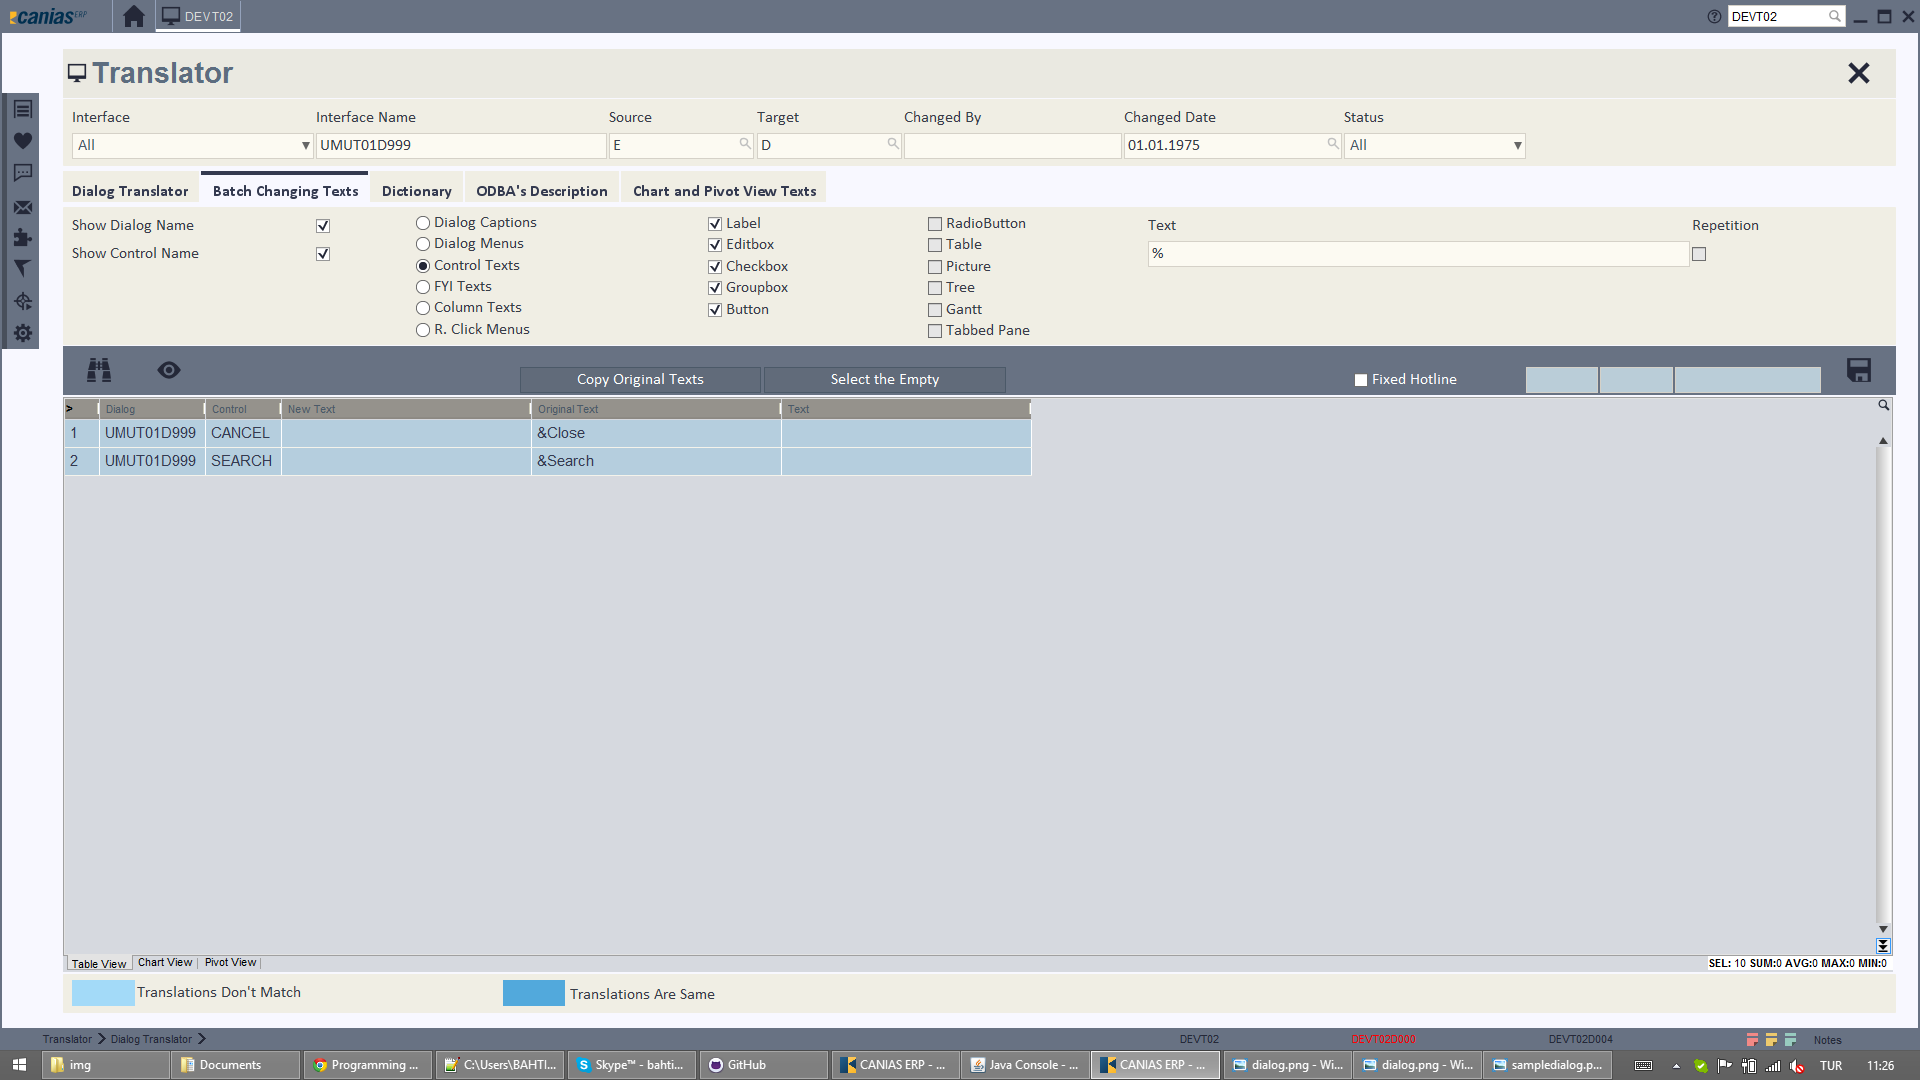 canias ERP
DEVT02
DEVT02
Translator
Interface
Interface Name
Source
Target
Changed By
Changed Date
Status
All
UMUT01D999
E
D
01.01.1975
All
Dialog Translator
Batch Changing Texts
Dictionary
ODBA's Description
Chart and Pivot View Texts
Show Dialog Name
Show Control Name
Dialog Captions
Dialog Menus
Control Texts
FYI Texts
Column Texts
R. Click Menus
Label
Editbox
Checkbox
Groupbox
Button
RadioButton
Table
Picture
Tree
Gantt
Tabbed Pane
Text
%
Repetition
Copy Original Texts
Select the Empty
Fixed Hotline
> Dialog Control New Text Original Text Text
1 UMUT01D999 CANCEL &Close
2 UMUT01D999 SEARCH &Search
Table View Chart View Pivot View
SEL: 10 SUM:0 AVG:0 MAX:0 MIN:0
Translations Don't Match
Translations Are Same
Translator Dialog Translator
DEVT02
DEVT02D000
DEVT02D004
Notes
img
Documents
Programming ...
C:\Users\BAHTI...
Skype™ - bahti...
GitHub
CANIAS ERP - ...
Java Console - ...
CANIAS ERP - ...
dialog.png - Wi...
dialog.png - Wi...
sampledialog.p...
TUR
11:26